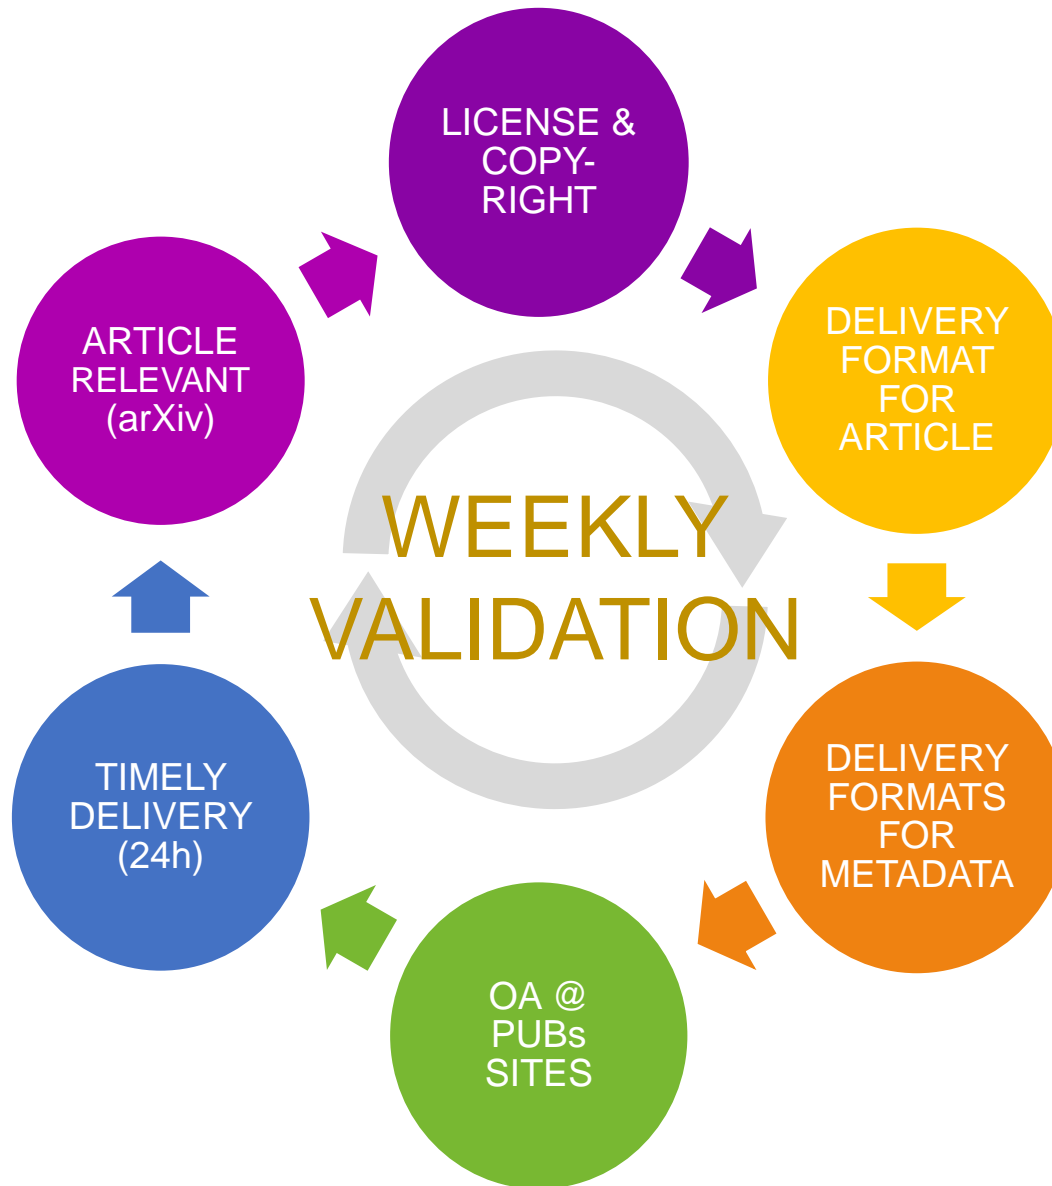 LICENSE &
COPY-
RIGHT
DELIVERY
FORMAT
FOR
ARTICLE
DELIVERY
FORMATS
FOR
METADATA
OA @
PUBs
SITES
TIMELY
DELIVERY
(24h)
ARTICLE
RELEVANT
(arXiv)
WEEKLY
VALIDATION